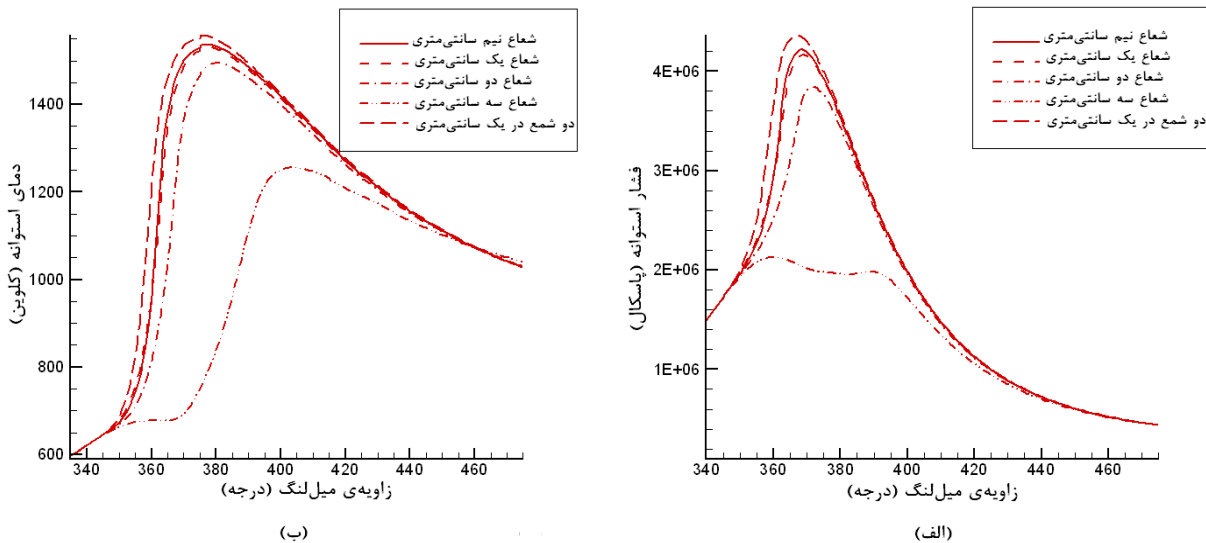 شعاع نیم سانتی‌متری
شعاع یک سانتی‌متری
شعاع دو سانتی‌متری
شعاع سه سانتی‌متری
دو شمع در یک سانتی‌متری
فشار استوانه (پاسکال)
4E+06
3E+06
2E+06
1E+06
340 360 380 400 420 440 460
زاویه‌ی میل‌لنگ (درجه)
(الف)
شعاع نیم سانتی‌متری
شعاع یک سانتی‌متری
شعاع دو سانتی‌متری
شعاع سه سانتی‌متری
دو شمع در یک سانتی‌متری
دمای استوانه (کلوین)
1400
1200
1000
800
600
340 360 380 400 420 440 460
زاویه‌ی میل‌لنگ (درجه)
(ب)